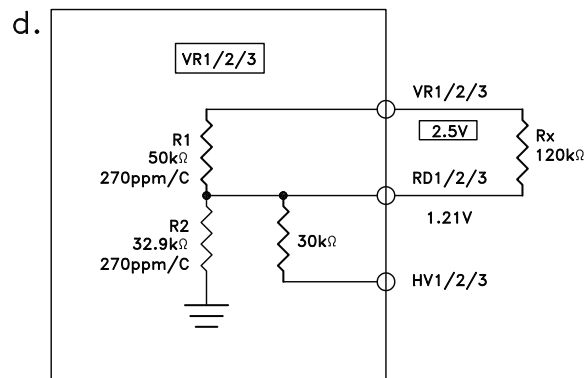 d.
VR1/2/3
VR1/2/3
2.5V
R1
50kΩ
270ppm/C
Rx
120kΩ
RD1/2/3
1.21V
R2
32.9kΩ
270ppm/C
30kΩ
HV1/2/3